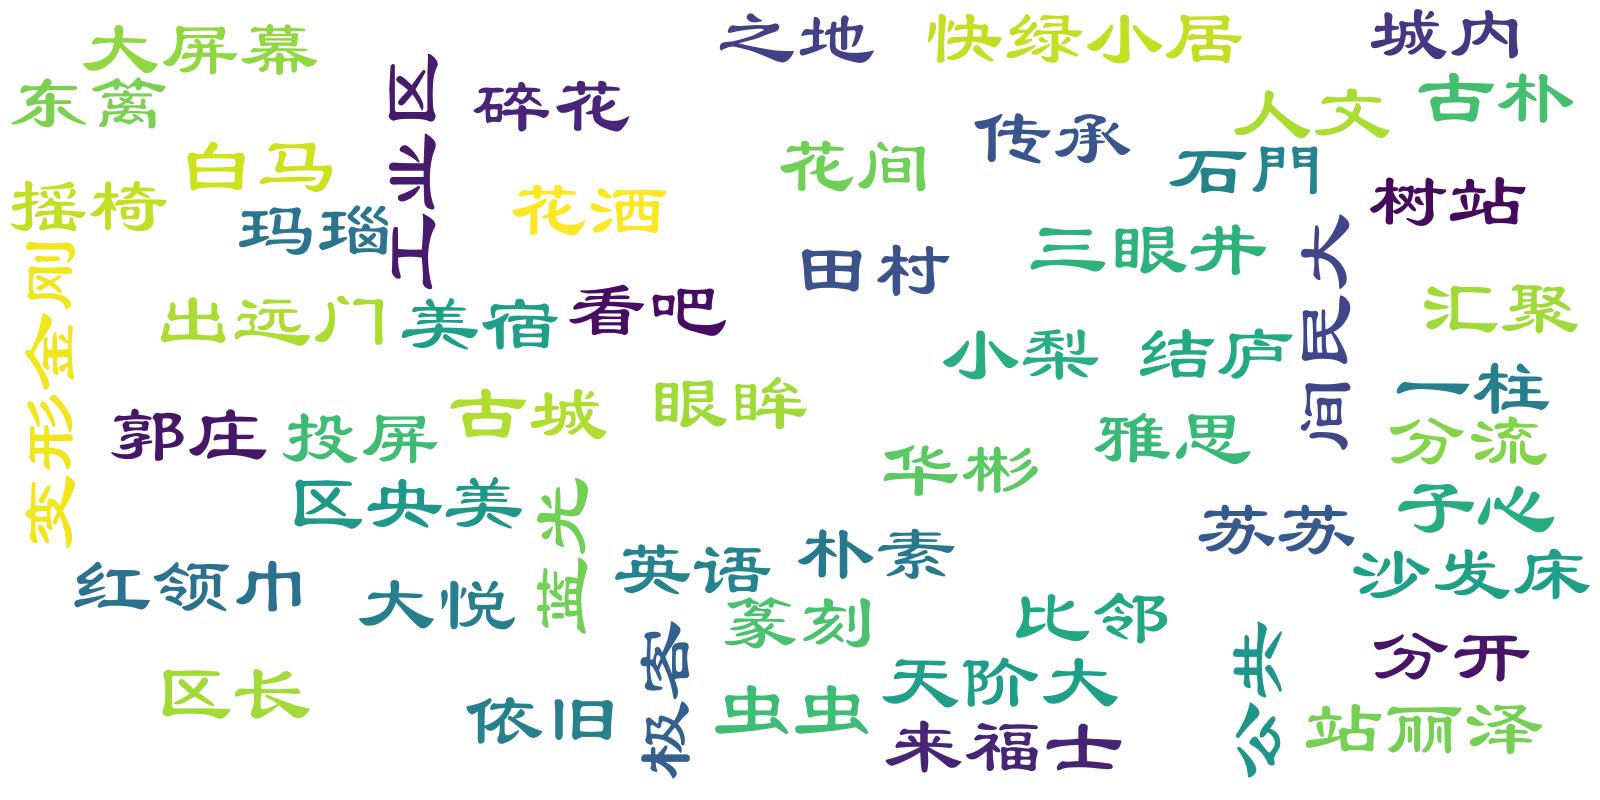 大屏幕
之地
快绿小居
城内
东篱
工业区
碎花
人文
古朴
传承
白马
花间
石門
摇椅
玛瑙
花洒
树站
三眼井
田村
间民大
变形金刚
出远门
美宿
看吧
汇聚
小梨
结庐
一柱
郭庄
投屏
古城
眼眸
雅思
分流
华彬
区央美
蓝光
苏苏
子心
红领巾
大悦
英语
朴素
沙发床
篆刻
比邻
极客
公共
分开
区长
依旧
虫虫
天阶大
来福士
站丽泽